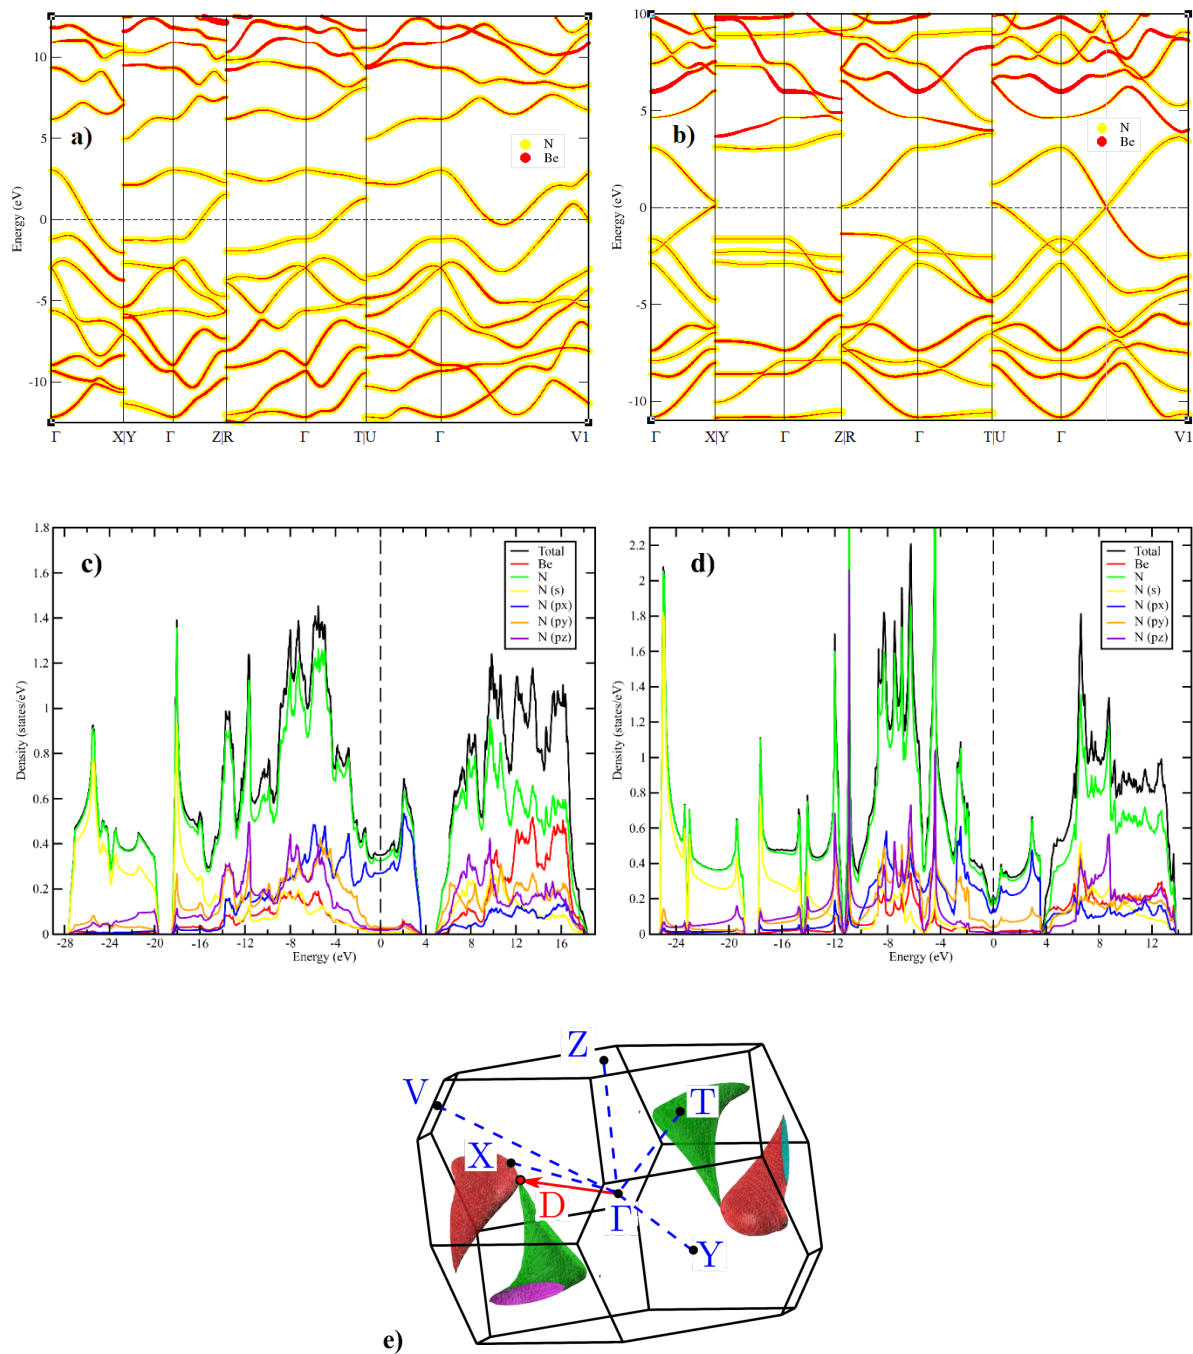 a)
10
5
0
-5
-10
Energy (eV)
N
Be
Γ X|Y Γ Z|R Γ T|U Γ V1
b)
10
5
0
-5
-10
Energy (eV)
N
Be
Γ X|Y Γ Z|R Γ T|U Γ V1
c)
1.8
1.6
1.4
1.2
1
0.8
0.6
0.4
0.2
0
Density (states/eV)
Total
Be
N
N (s)
N (px)
N (py)
N (pz)
-28 -24 -20 -16 -12 -8 -4 0 4 8 12 16
Energy (eV)
d)
2.2
2
1.8
1.6
1.4
1.2
1
0.8
0.6
0.4
0.2
0
Density (states/eV)
Total
Be
N
N (s)
N (px)
N (py)
N (pz)
-24 -20 -16 -12 -8 -4 0 4 8 12
Energy (eV)
Z
V
T
X
D
Γ
Y
e)